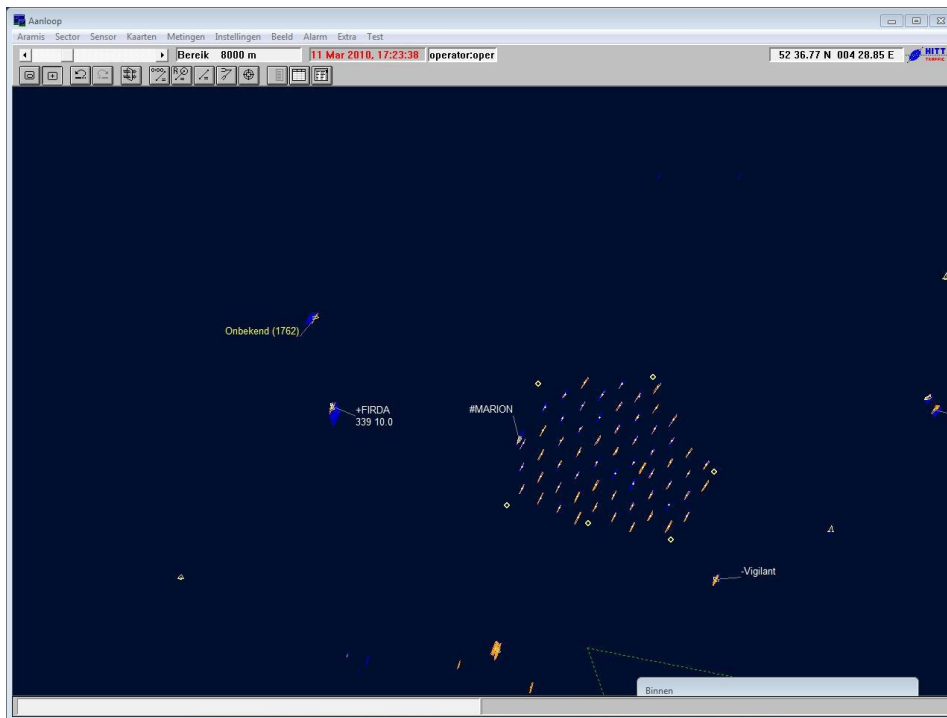 Aanloop
Aramis Sector Sensor Kaarten Metingen Instellingen Beeld Alarm Extra Test
Bereik 8000 m 11 Mar 2010, 17:23:38 operator:oper 52 36.77 N 004 28.85 E HITT
TRAFFIC
Onbekend (1762)
+FIRDA
339 10.0
#MARION
-Vigilant
Binnen